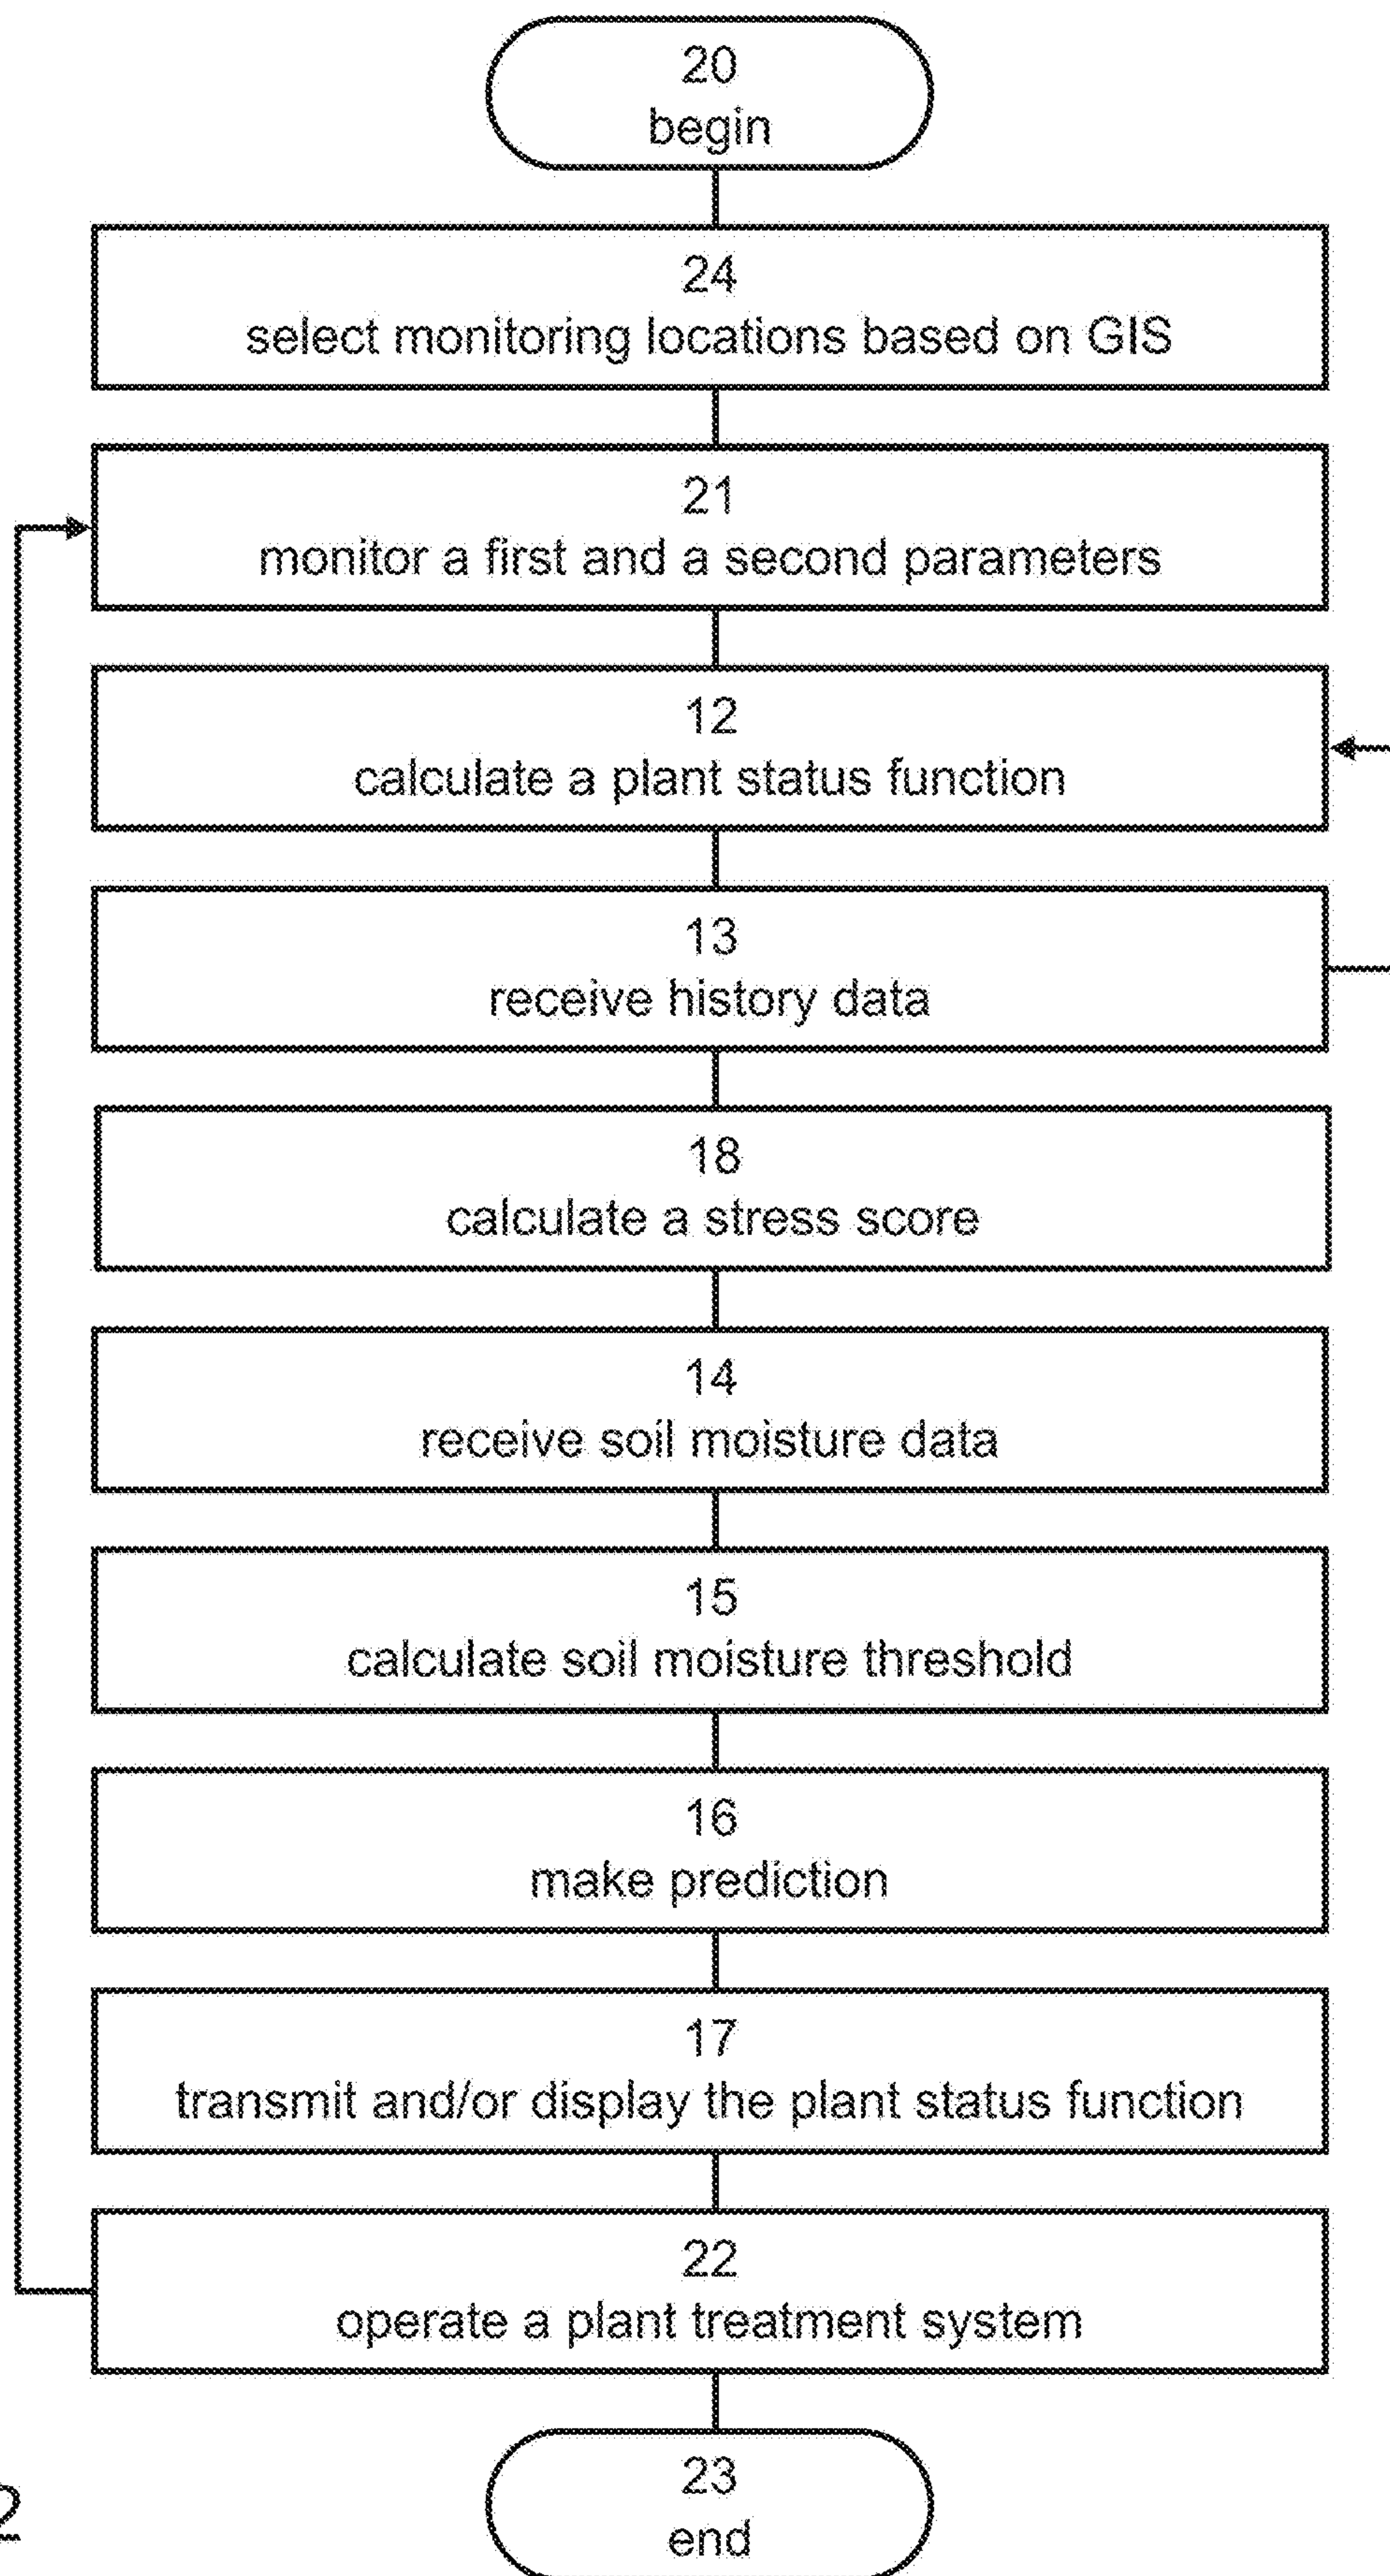 20
begin
24
select monitoring locations based on GIS
21
monitor a first and a second parameters
12
calculate a plant status function
13
receive history data
18
calculate a stress score
14
receive soil moisture data
15
calculate soil moisture threshold
16
make prediction
17
transmit and/or display the plant status function
22
operate a plant treatment system
23
end
2